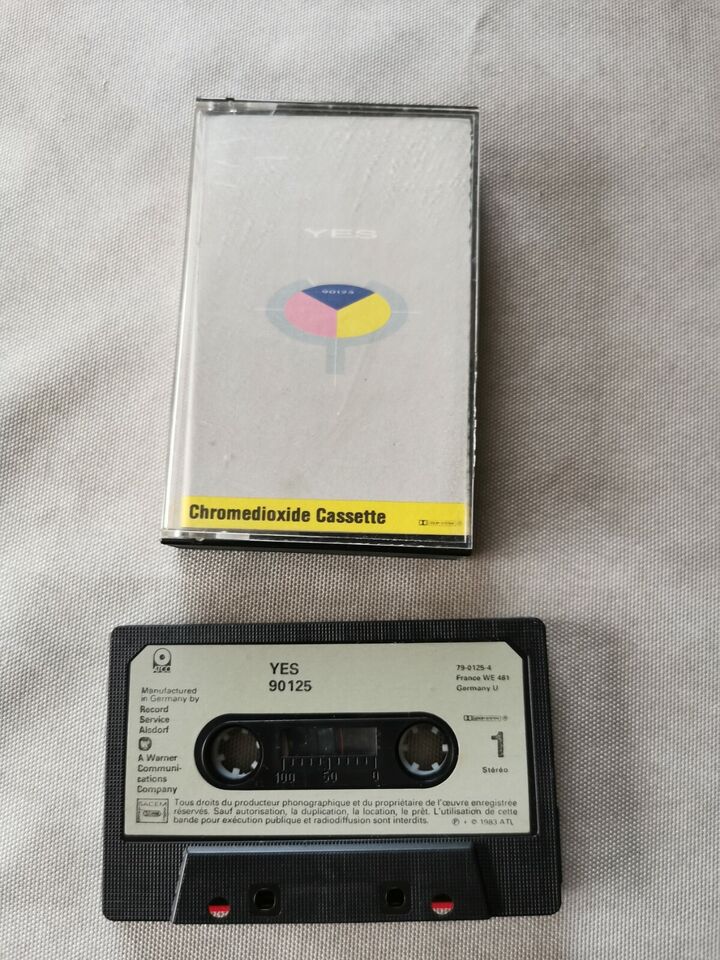 YES
90125
Chromedioxide Cassette
ATCO
YES
90125
79-0125-4
France WE 481
Germany U
Manufactured
in Germany by
Record
Service
Alsdorf
A Warner
Communi-
cations
Company
1
Stéréo
100 50 0
SACEM
Tous droits du producteur phonographique et du propriétaire de l'œuvre enregistrée
réservés. Sauf autorisation, la duplication, la location, le prêt. L'utilisation de cette
bande pour exécution publique et radiodiffusion sont interdits.
℗ + © 1983 ATL